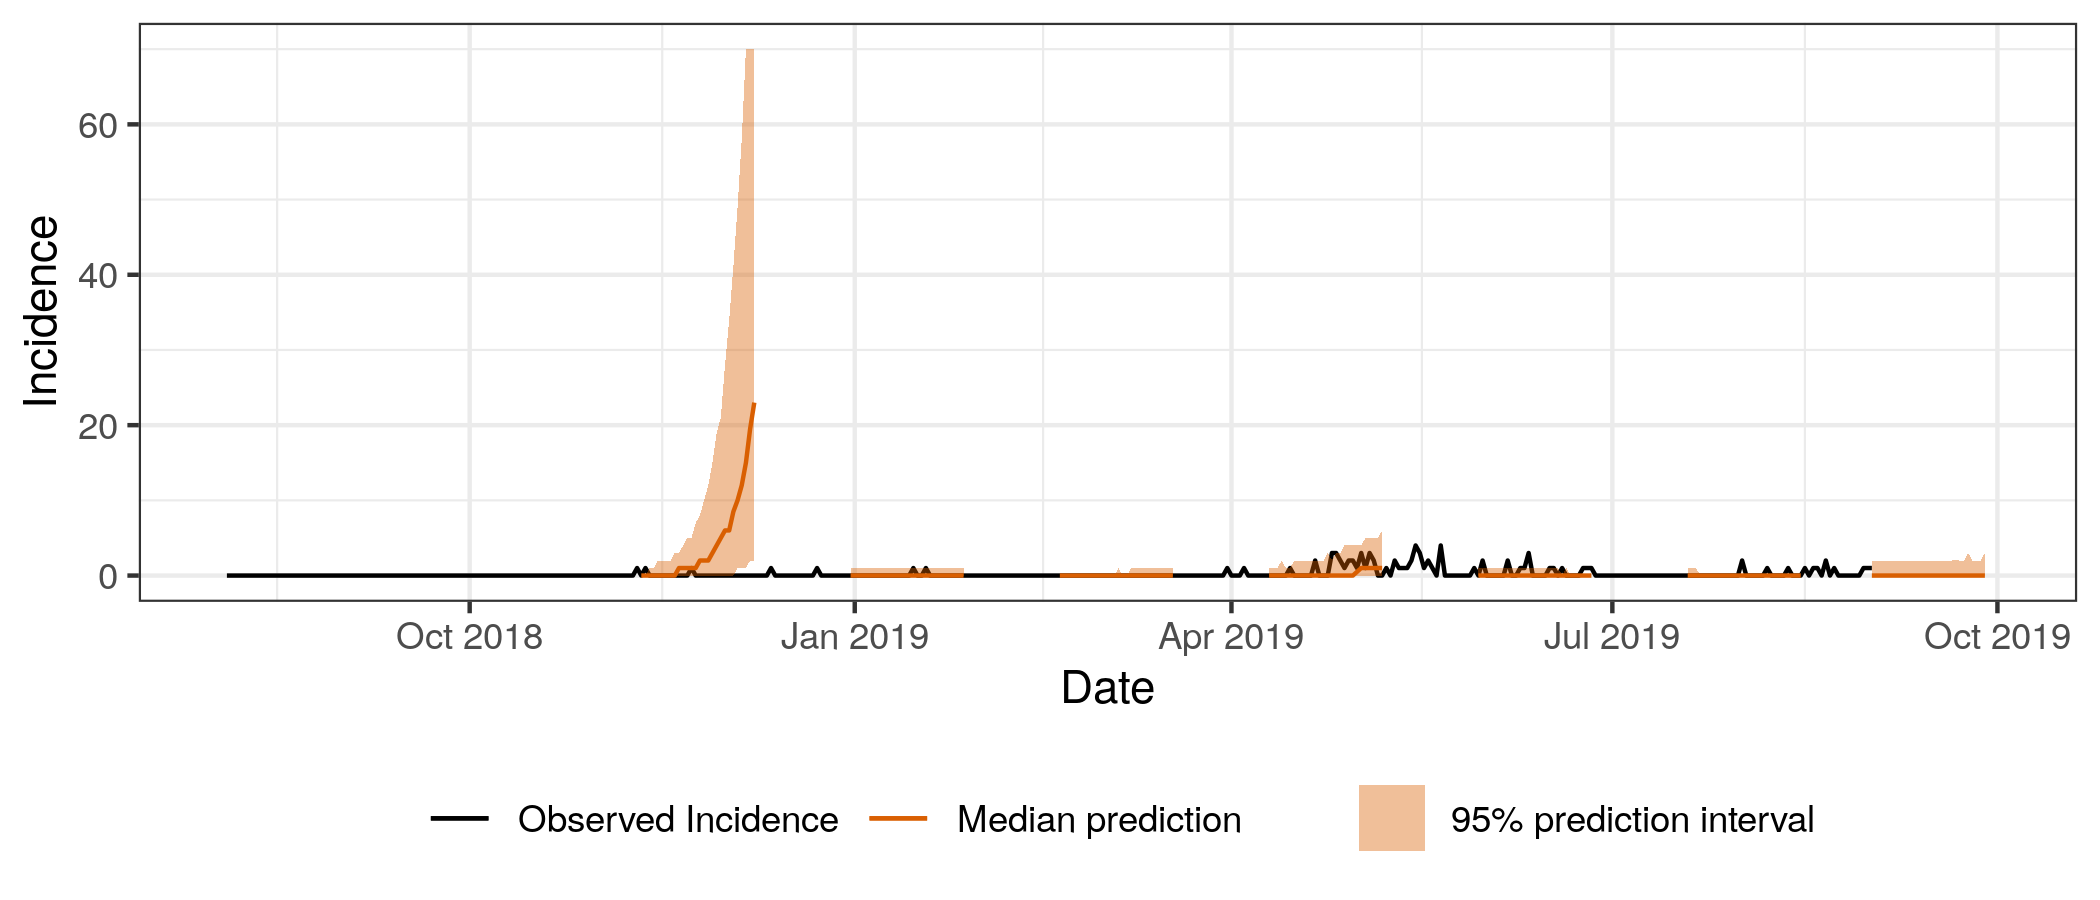 Incidence
60
40
20
0
Oct 2018
Jan 2019
Apr 2019
Jul 2019
Oct 2019
Date
Observed Incidence
Median prediction
95% prediction interval